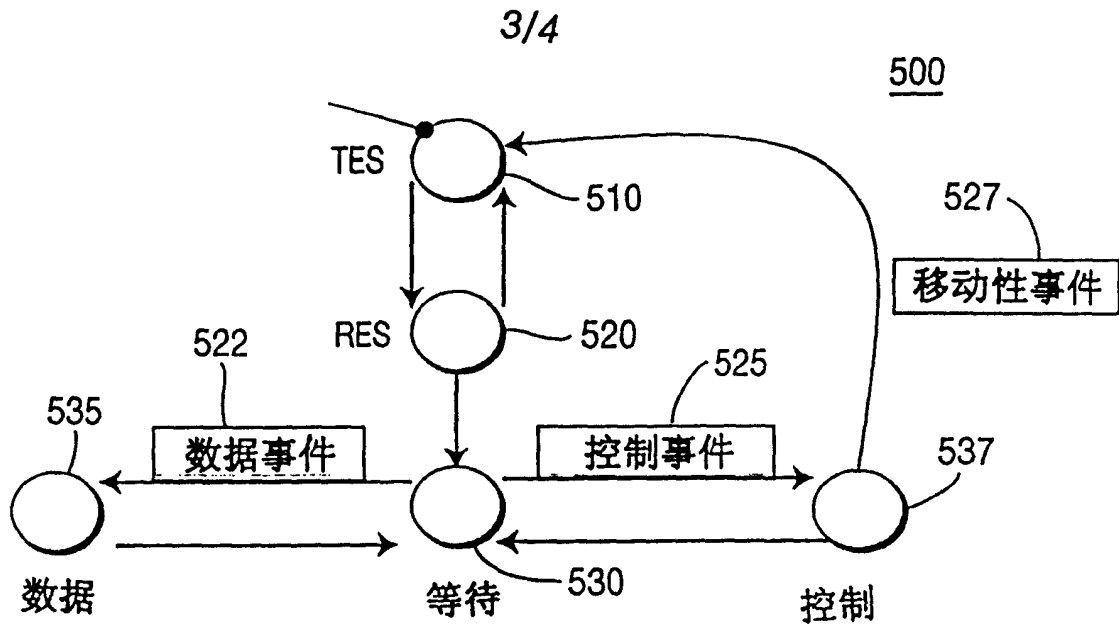 3/4
500
TES
510
527
移动性事件
RES
520
522
525
535
数据事件
控制事件
537
530
数据
等待
控制